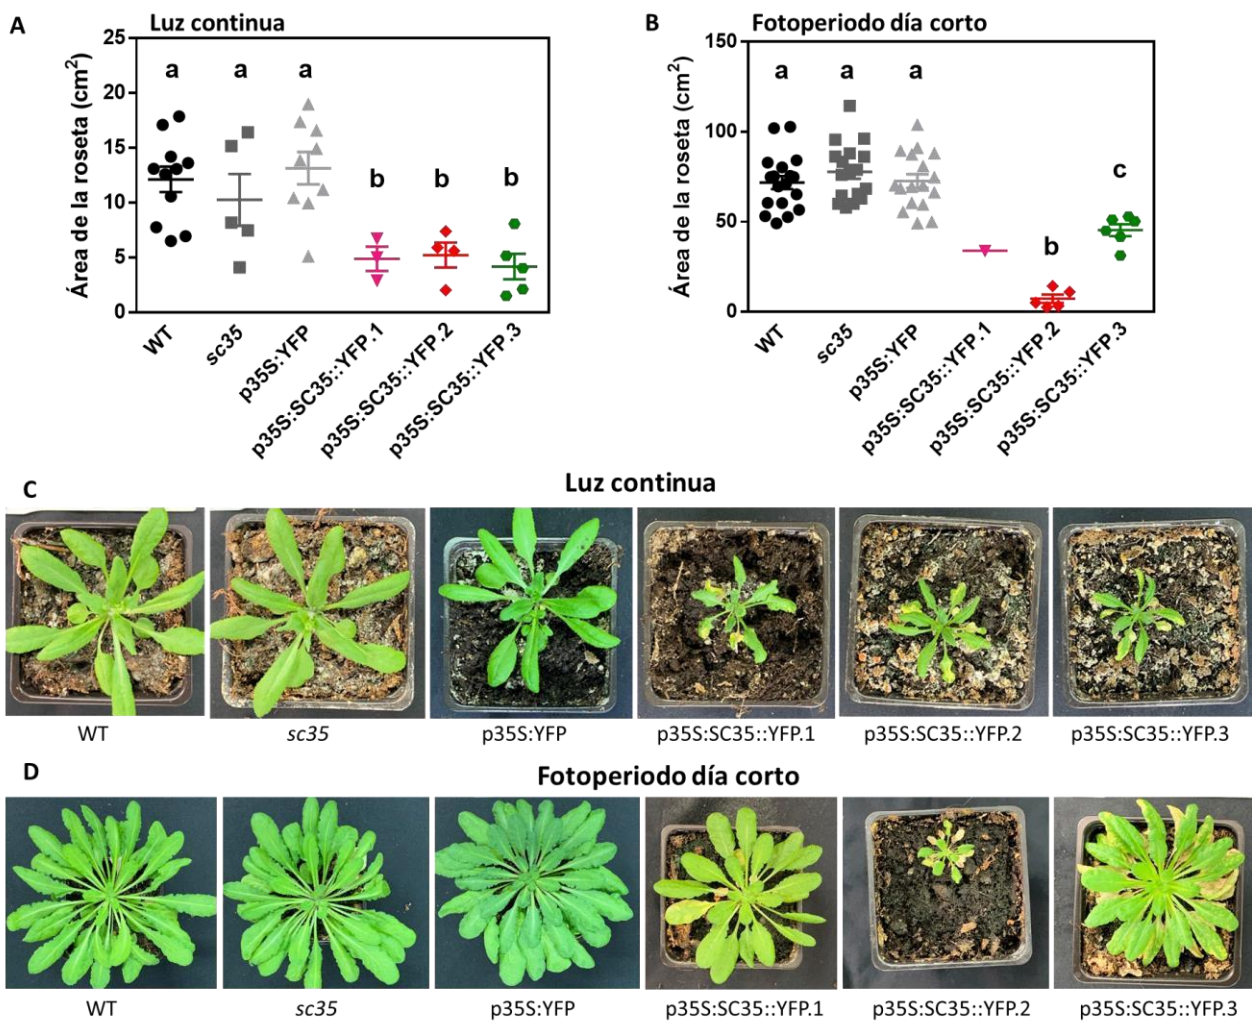 A
Luz continua
Área de la roseta (cm²)
25
20
15
10
5
0
a
a
a
b
b
b
WT
sc35
p35S:YFP
p35S:SC35::YFP.1
p35S:SC35::YFP.2
p35S:SC35::YFP.3
B
Fotoperiodo día corto
Área de la roseta (cm²)
150
100
50
0
a
a
a
b
c
WT
sc35
p35S:YFP
p35S:SC35::YFP.1
p35S:SC35::YFP.2
p35S:SC35::YFP.3
C
Luz continua
WT
sc35
p35S:YFP
p35S:SC35::YFP.1
p35S:SC35::YFP.2
p35S:SC35::YFP.3
D
Fotoperiodo día corto
WT
sc35
p35S:YFP
p35S:SC35::YFP.1
p35S:SC35::YFP.2
p35S:SC35::YFP.3